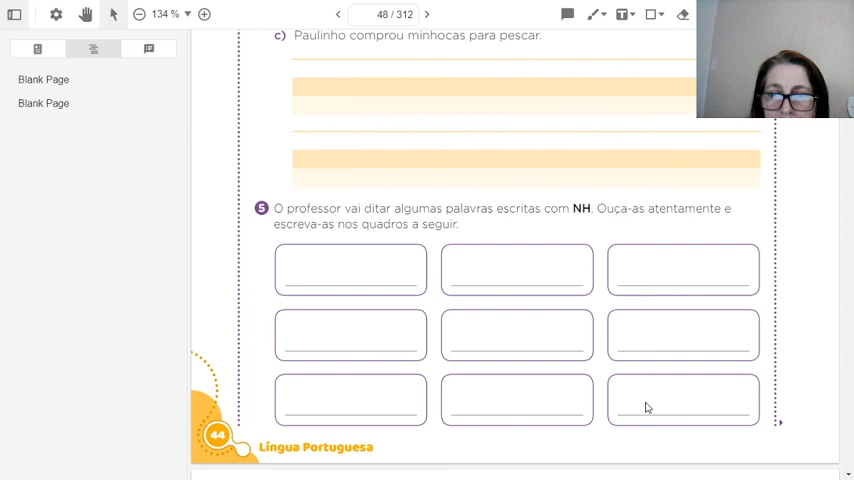 134 %
48 / 312
Blank Page
Blank Page
c) Paulinho comprou minhocas para pescar.
5 O professor vai ditar algumas palavras escritas com NH. Ouça-as atentamente e
escreva-as nos quadros a seguir.
44
Língua Portuguesa